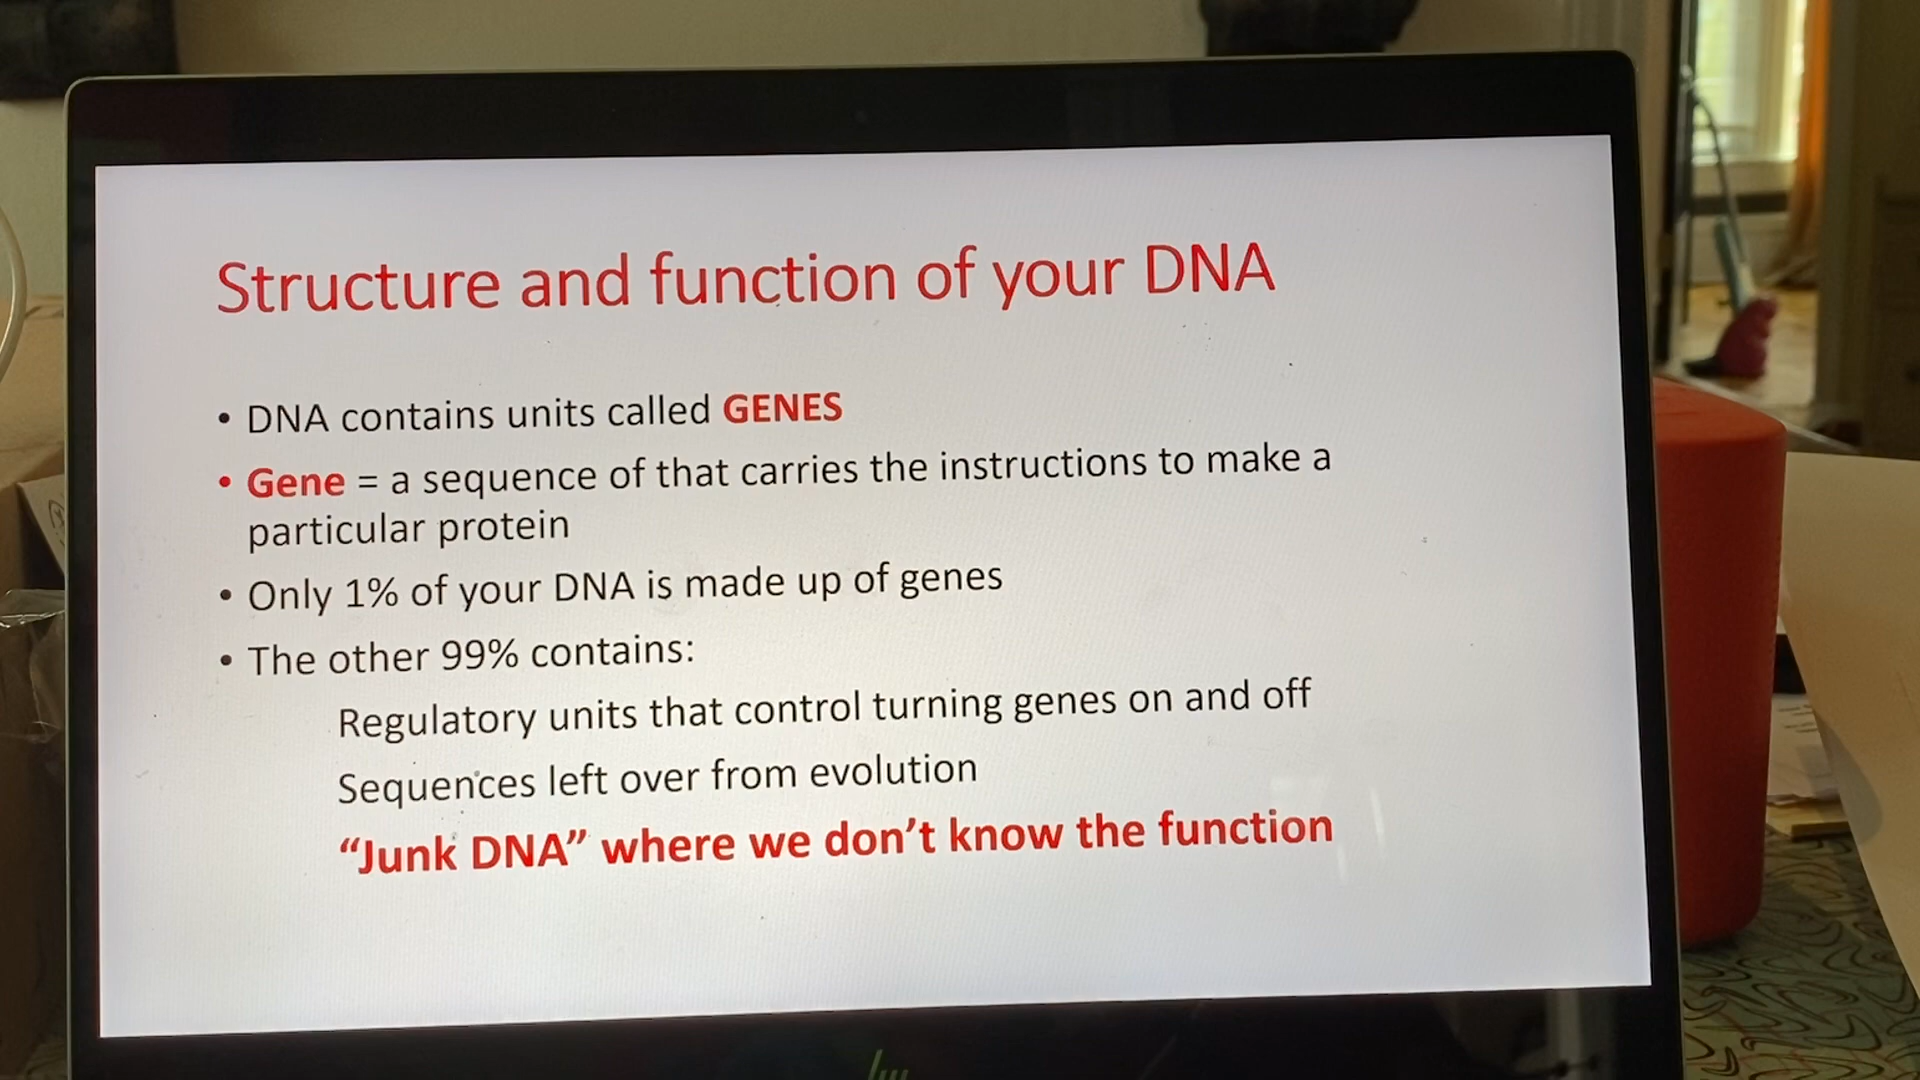 Structure and function of your DNA
• DNA contains units called GENES
• Gene = a sequence of that carries the instructions to make a
particular protein
• Only 1% of your DNA is made up of genes
• The other 99% contains:
Regulatory units that control turning genes on and off
Sequences left over from evolution
“Junk DNA” where we don’t know the function
hp